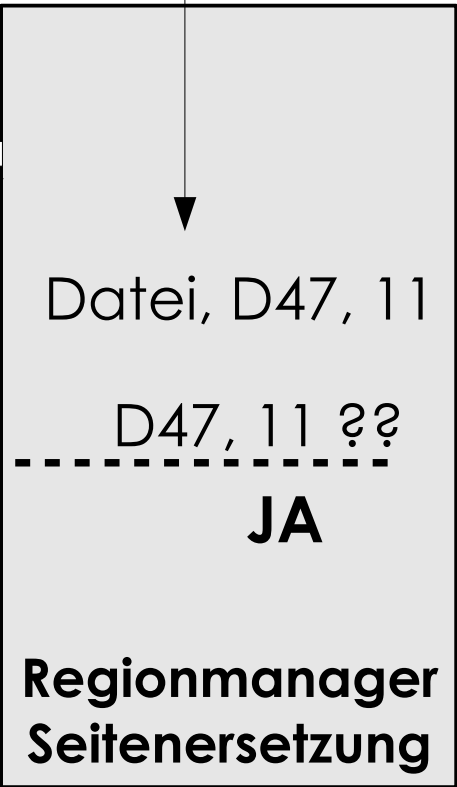 Datei, D47, 11
D47, 11 ??
JA
Regionmanager
Seitenersetzung